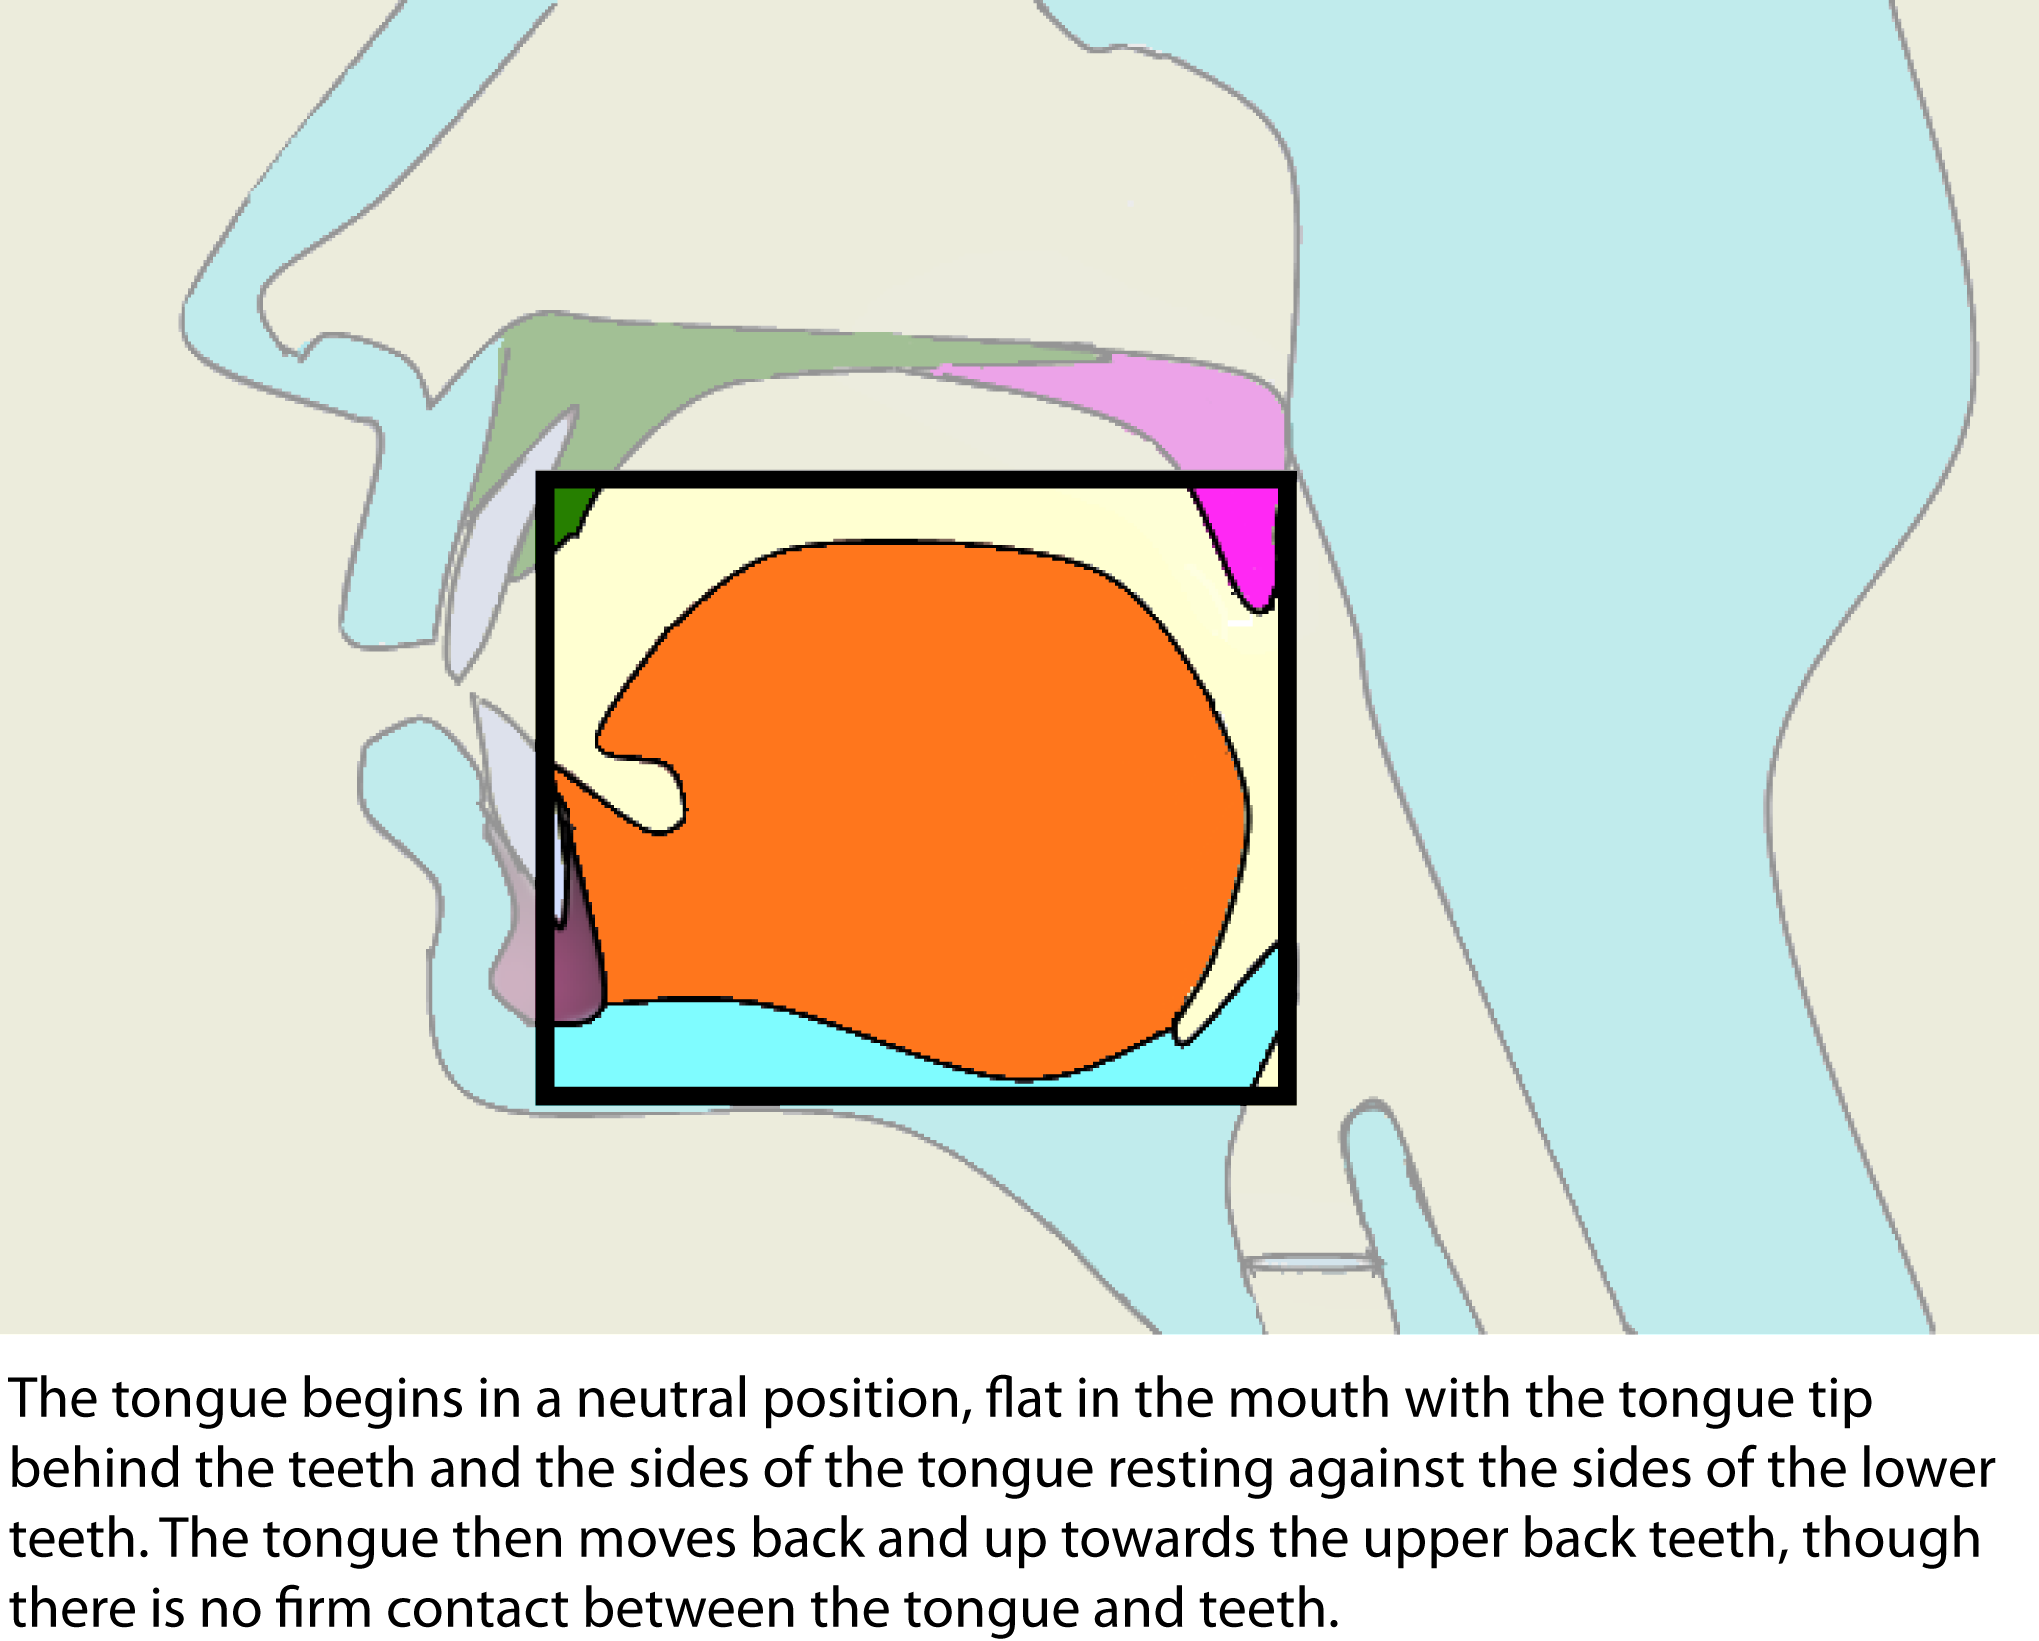 The tongue begins in a neutral position, flat in the mouth with the tongue tip
behind the teeth and the sides of the tongue resting against the sides of the lower
teeth. The tongue then moves back and up towards the upper back teeth, though
there is no firm contact between the tongue and teeth.